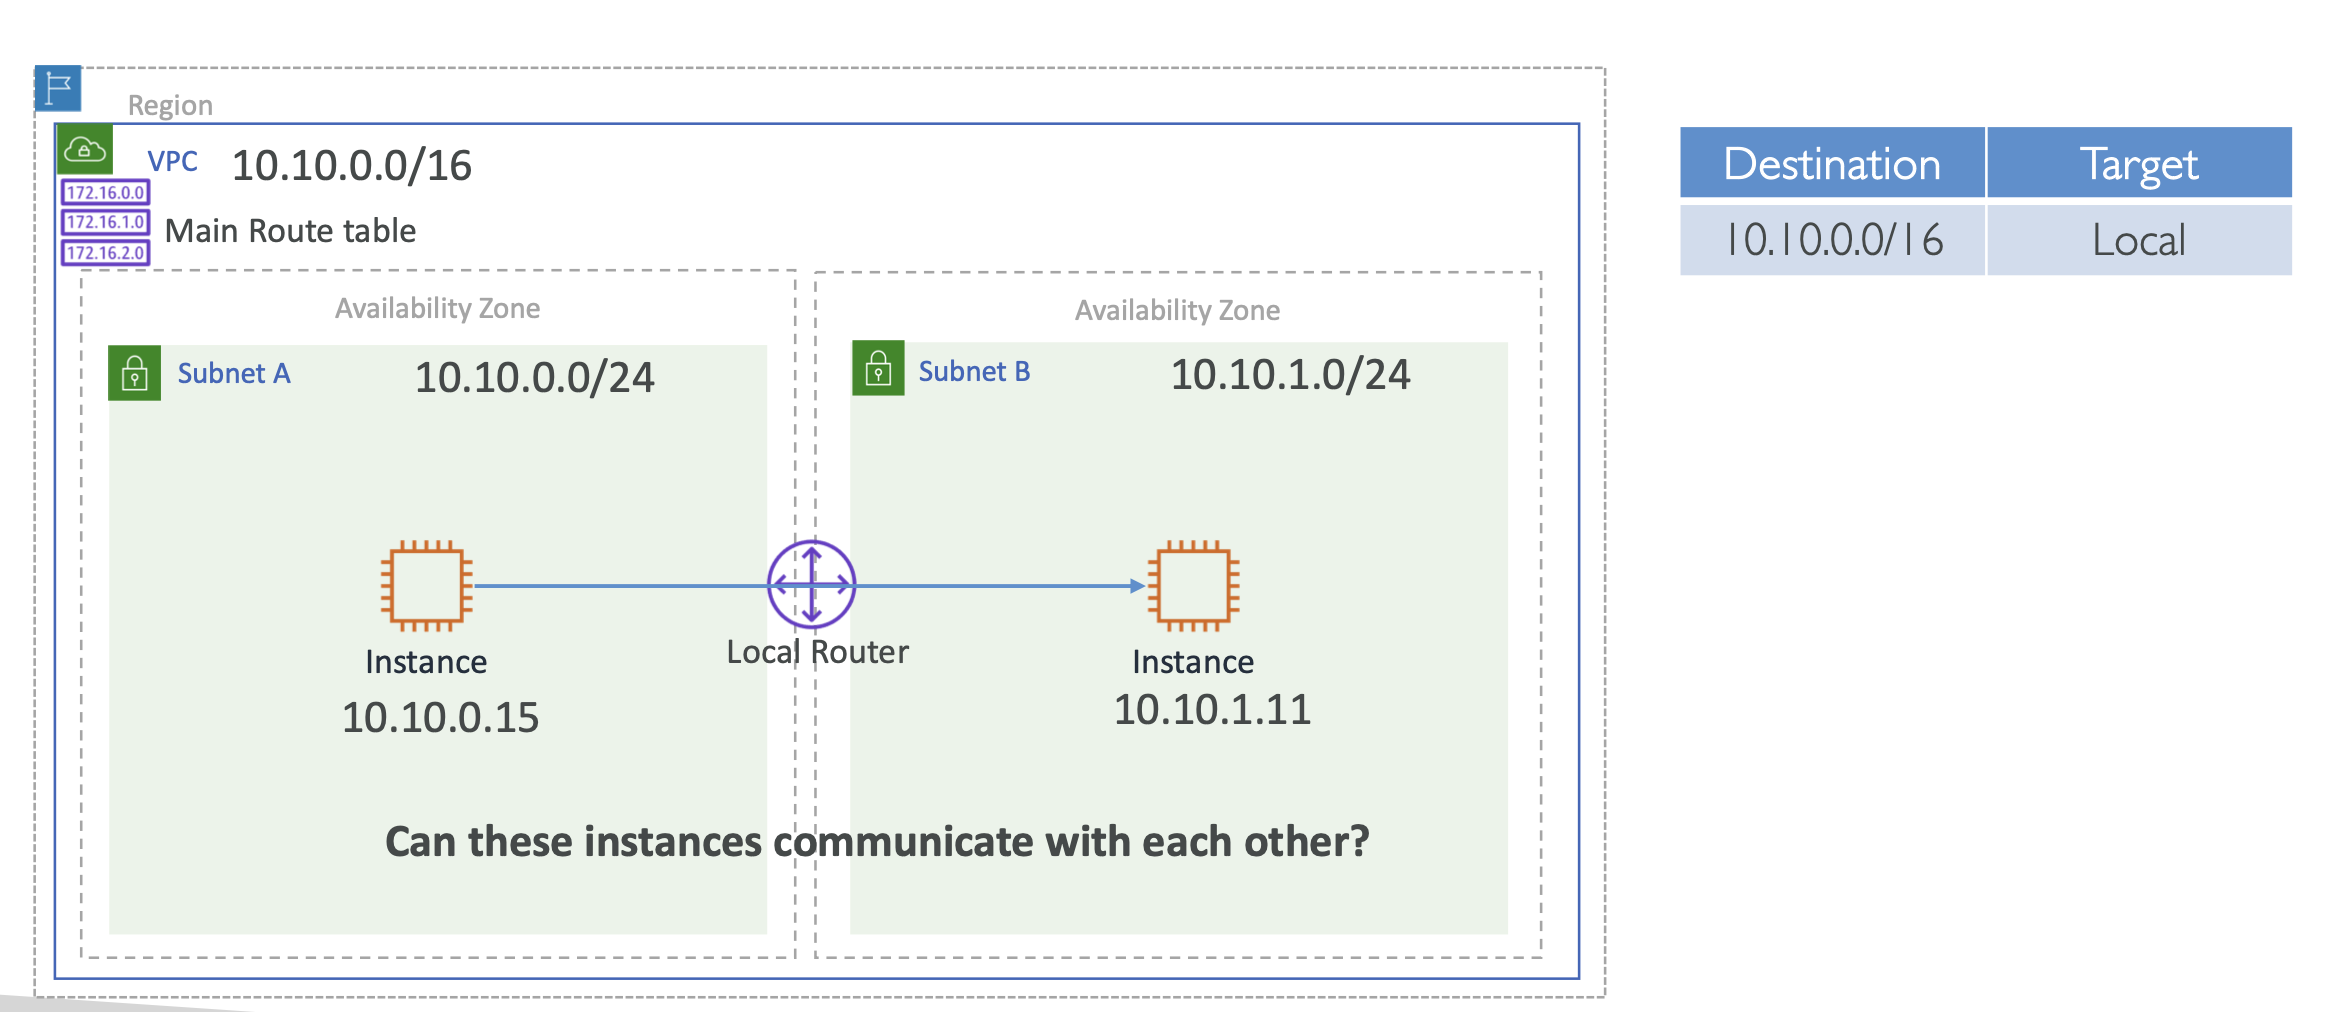 Region
VPC 10.10.0.0/16
172.16.0.0
172.16.1.0
172.16.2.0
Main Route table
Availability Zone
Subnet A 10.10.0.0/24
Instance
10.10.0.15
Local Router
Availability Zone
Subnet B 10.10.1.0/24
Instance
10.10.1.11
Can these instances communicate with each other?
Destination Target
10.10.0.0/16 Local